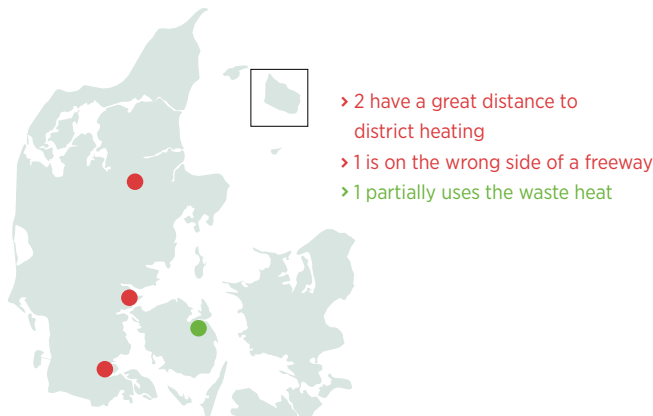 > 2 have a great distance to
district heating
> 1 is on the wrong side of a freeway
> 1 partially uses the waste heat